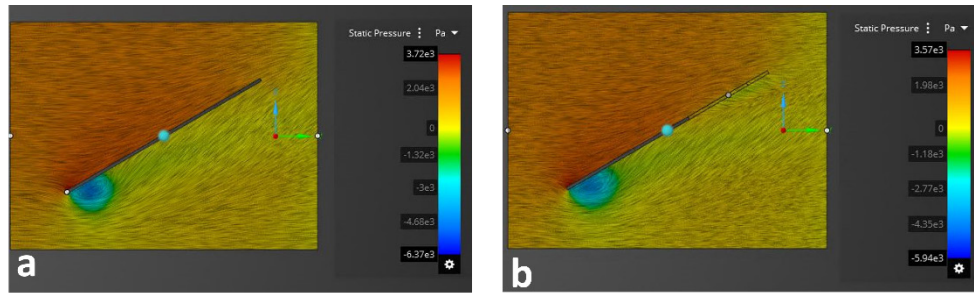 Static Pressure Pa
3.72e3
2.04e3
0
-1.32e3
-3e3
-4.68e3
-6.37e3
a
Static Pressure Pa
3.57e3
1.98e3
0
-1.18e3
-2.77e3
-4.35e3
-5.94e3
b